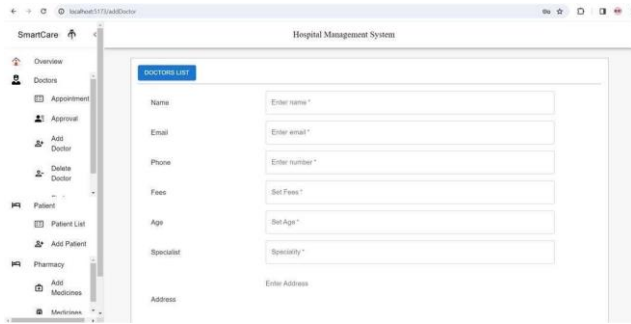 localhost:5173/addDoctor
SmartCare
Hospital Management System
Overview
Doctors
Appointment
Approval
Add
Doctor
Delete
Doctor
Patient
Patient List
Add Patient
Pharmacy
Add
Medicines
Medicines
DOCTORS LIST
Name
Enter name *
Email
Enter email *
Phone
Enter number *
Fees
Set Fees *
Age
Set Age *
Specialist
Speciality *
Enter Address
Address